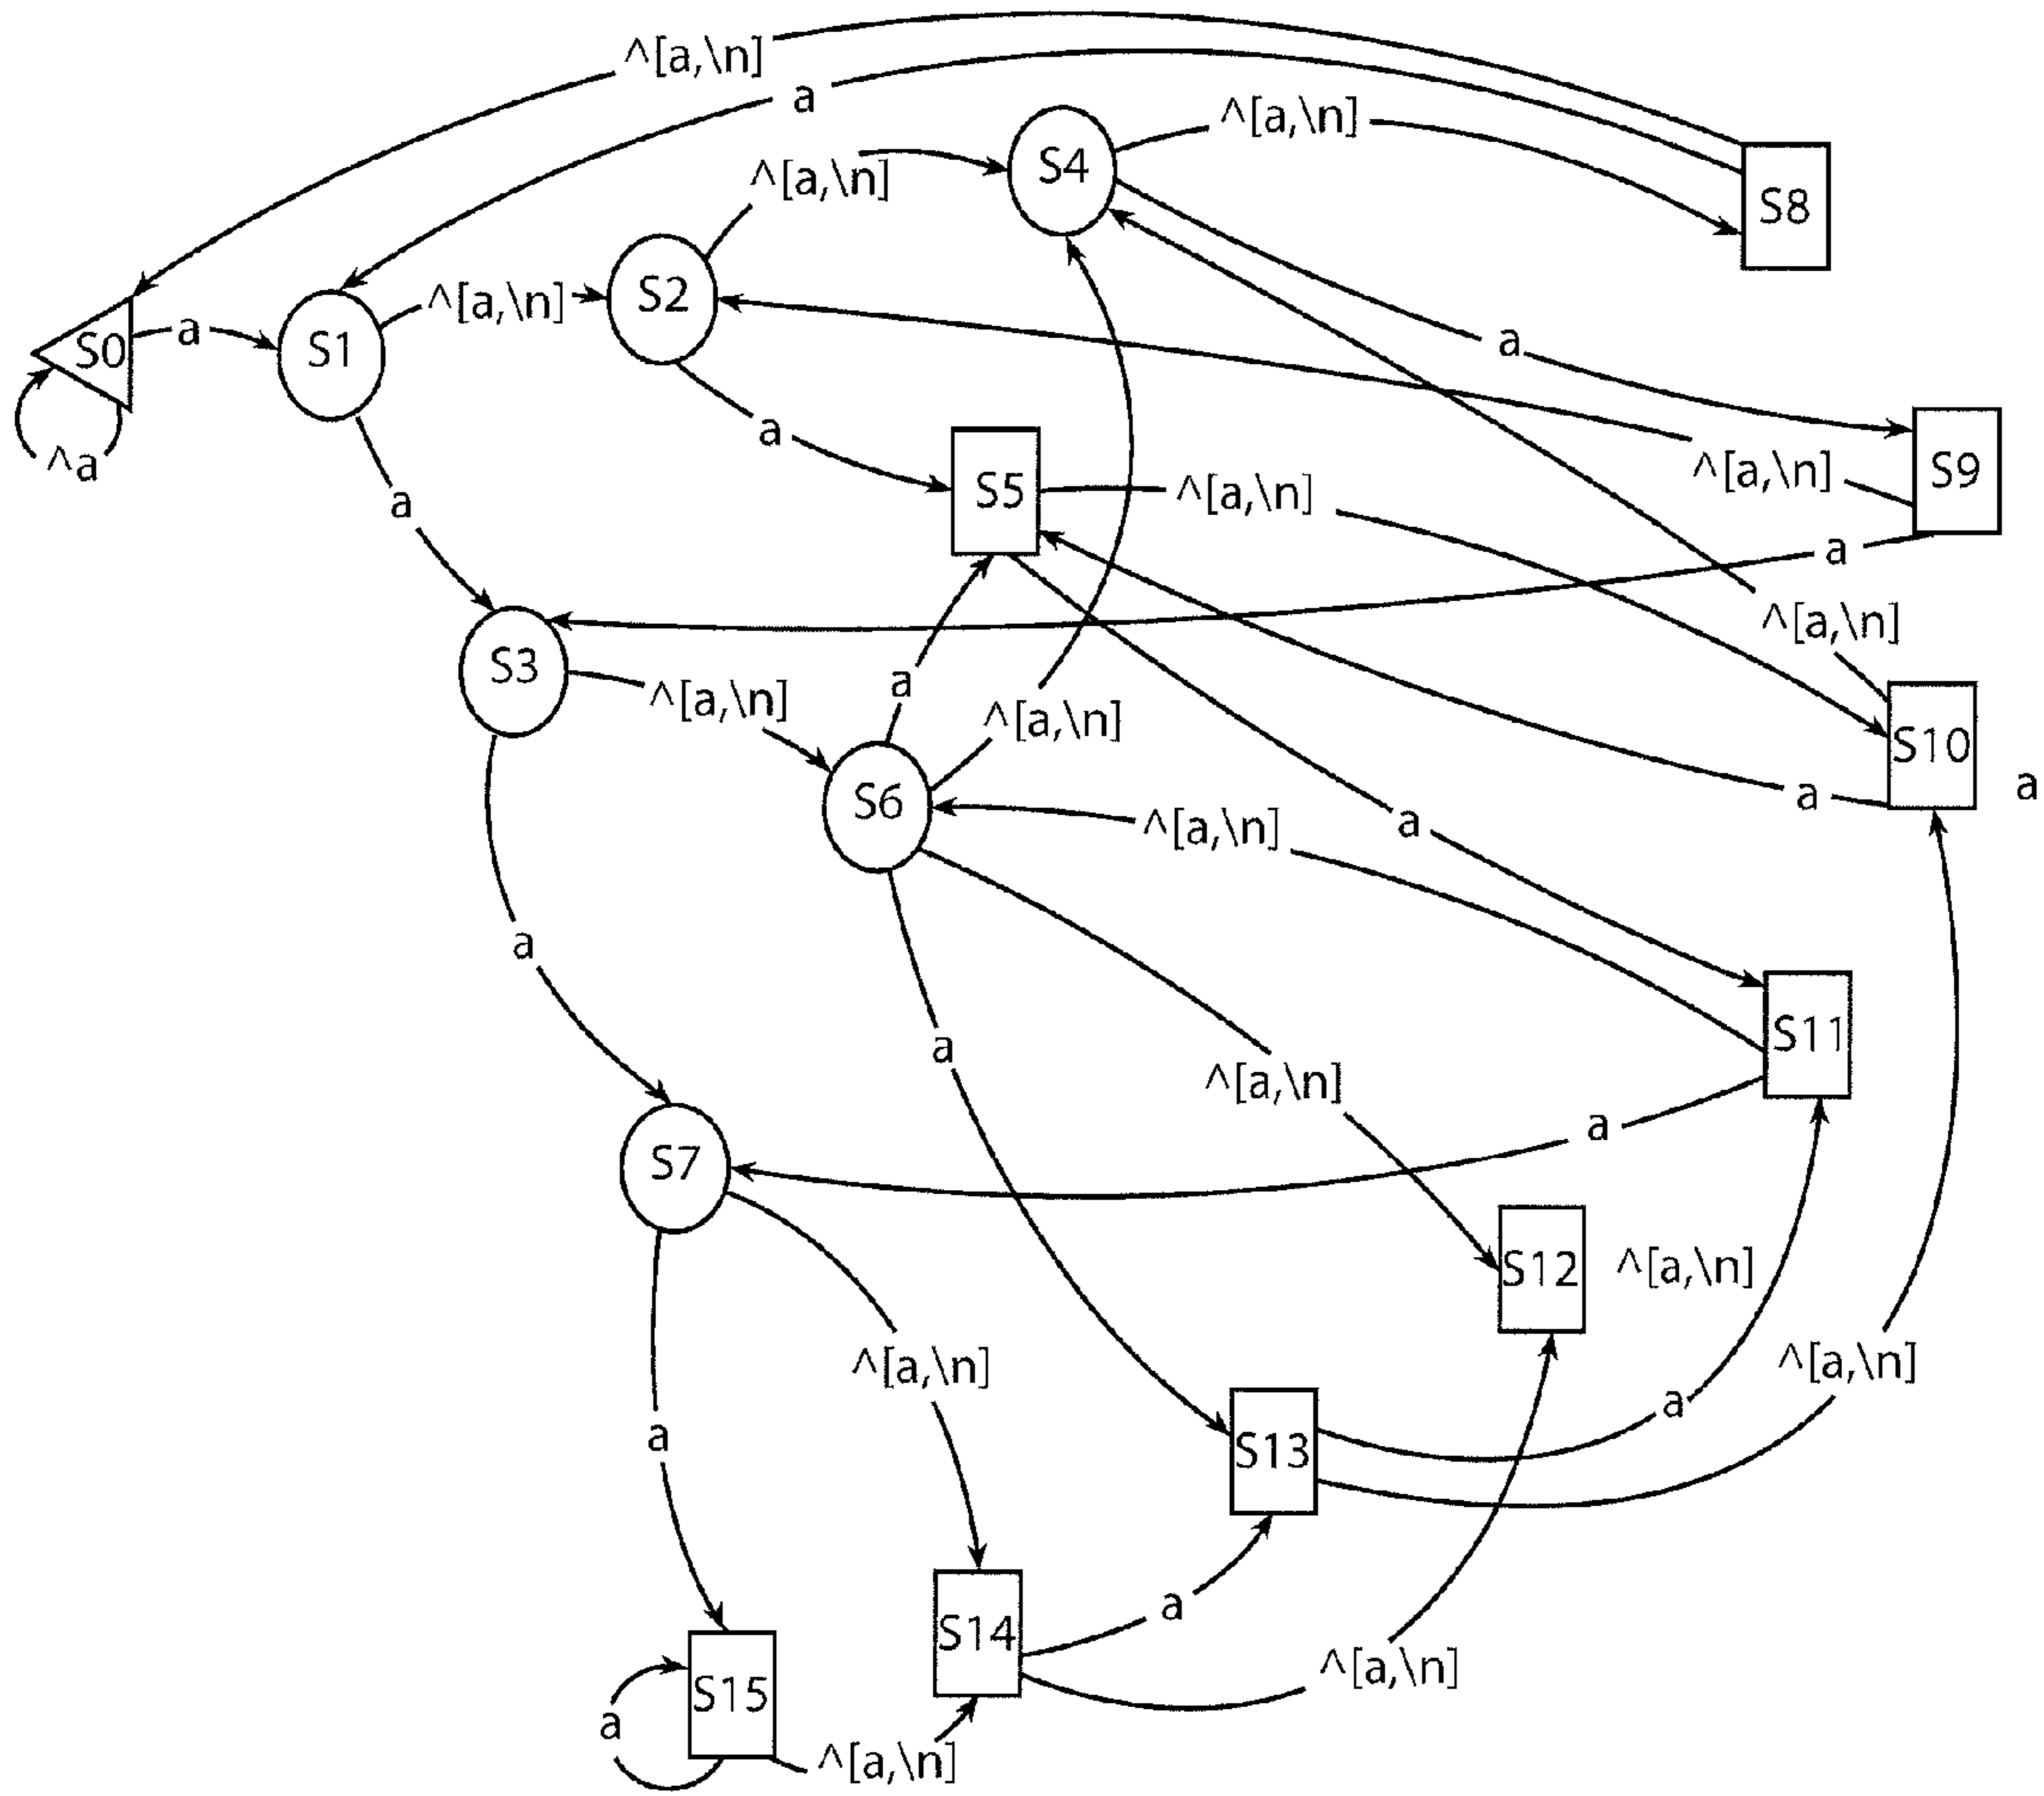 ^[a,\n]
a
^[a,\n]
S4
^[a,\n]
S8
S0
a
S1
^[a,\n]
S2
a
^a
a
a
S5
^[a,\n]
^[a,\n]
S9
a
S3
^[a,\n]
a
^[a,\n]
^[a,\n]
S10
a
a
S6
^[a,\n]
a
a
a
^[a,\n]
S11
a
S7
S12
^[a,\n]
^[a,\n]
^[a,\n]
a
a
S13
a
S14
^[a,\n]
S15
a
^[a,\n]